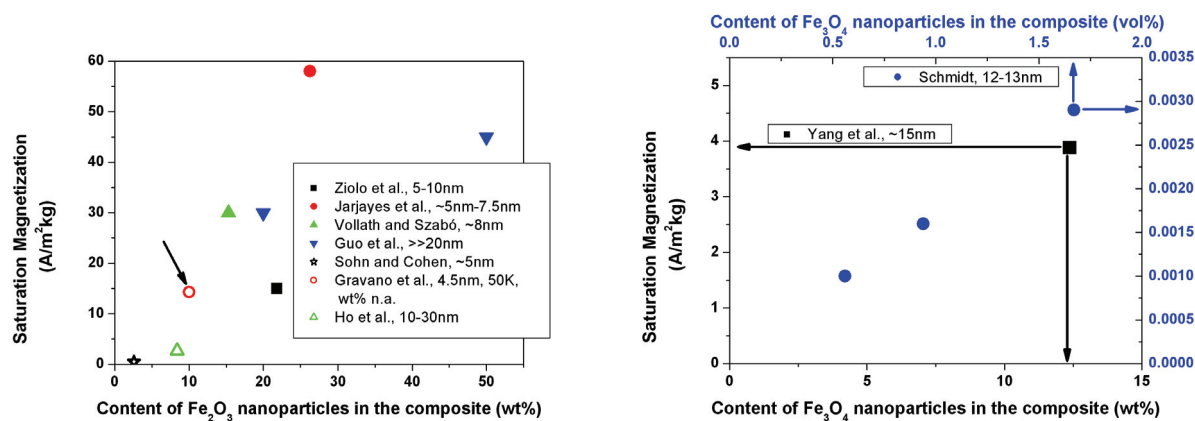 60
50
40
30
20
10
0
0
10
20
30
40
50
Saturation Magnetization
(A/m²kg)
Content of Fe₂O₃ nanoparticles in the composite (wt%)
Ziolo et al., 5-10nm
Jarjayes et al., ~5nm-7.5nm
Vollath and Szabó, ~8nm
Guo et al., >>20nm
Sohn and Cohen, ~5nm
Gravano et al., 4.5nm, 50K,
wt% n.a.
Ho et al., 10-30nm
Content of Fe₃O₄ nanoparticles in the composite (vol%)
0.0
0.5
1.0
1.5
2.0
5
4
3
2
1
0
Saturation Magnetization
(A/m²kg)
Schmidt, 12-13nm
Yang et al., ~15nm
0.0035
0.0030
0.0025
0.0020
0.0015
0.0010
0.0005
0.0000
0
5
10
15
Content of Fe₃O₄ nanoparticles in the composite (wt%)